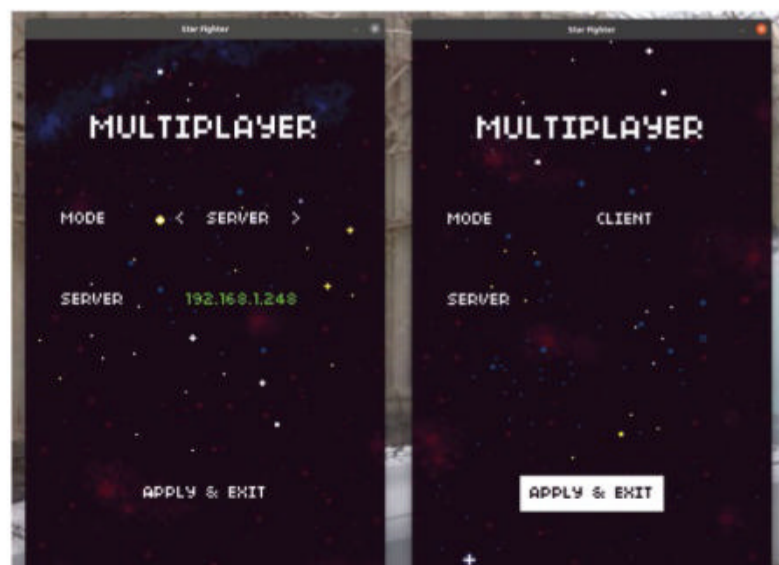 Star Fighter
MULTIPLAYER
MODE < SERVER >
SERVER 192.168.1.248
APPLY & EXIT
Star Fighter
MULTIPLAYER
MODE CLIENT
SERVER
APPLY & EXIT